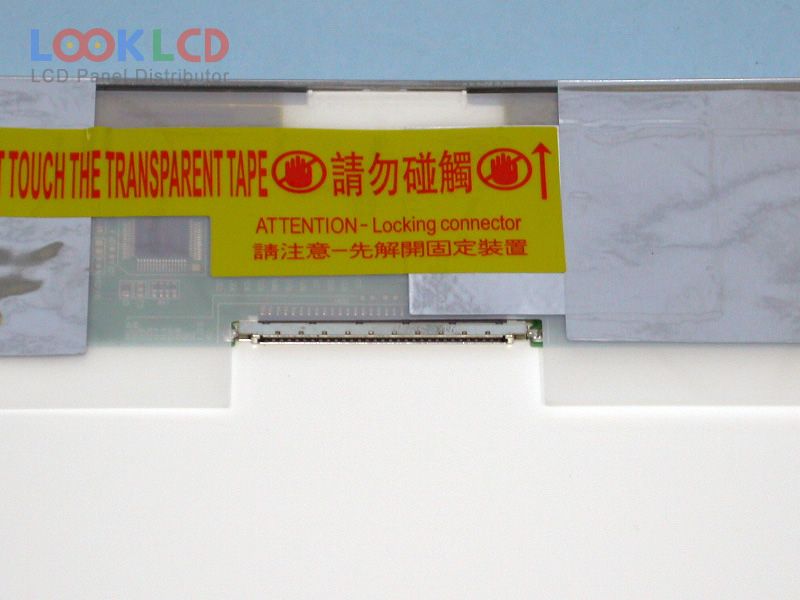 LOOKLCD
LCD Panel Distributor
TOUCH THE TRANSPARENT TAPE 請勿碰觸
ATTENTION - Locking connector
請注意-先解開固定裝置